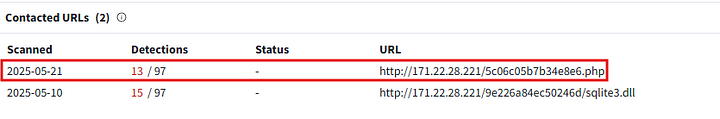 Contacted URLs (2)
Scanned Detections Status URL
2025-05-21 13 / 97 - http://171.22.28.221/5c06c05b7b34e8e6.php
2025-05-10 15 / 97 - http://171.22.28.221/9e226a84ec50246d/sqlite3.dll